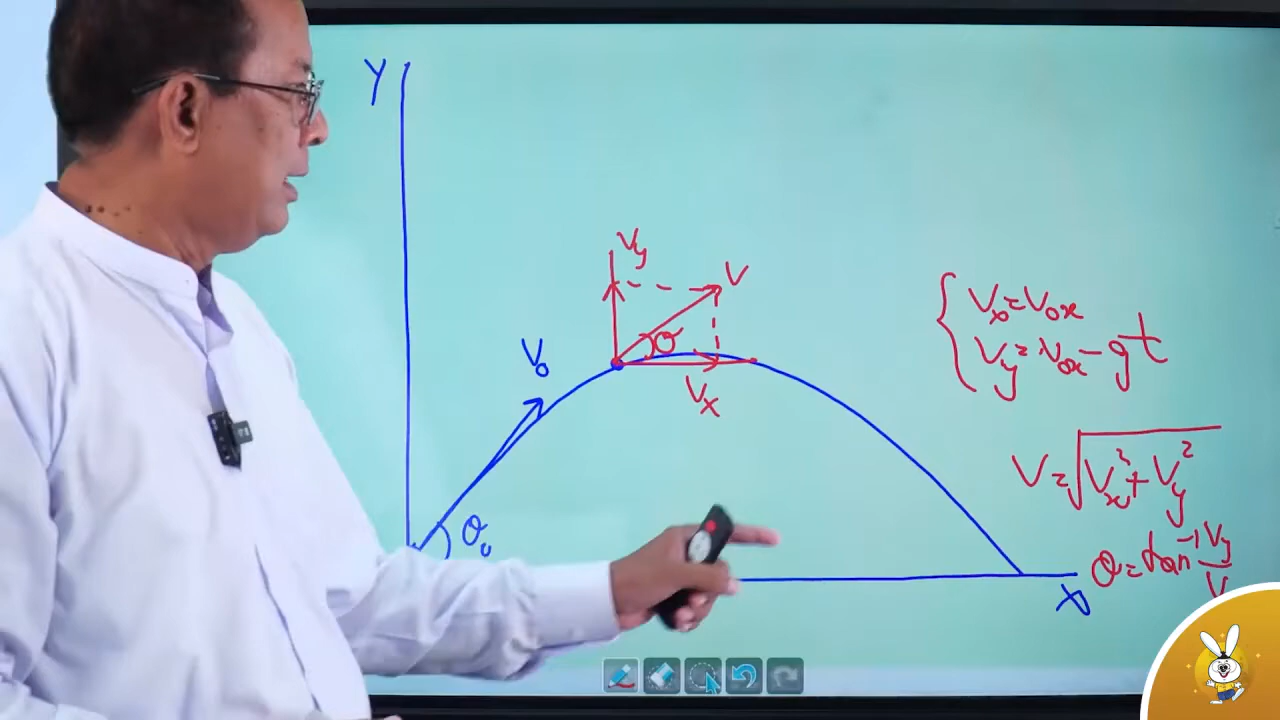 Y
Vy
V
θ
Vx
V₀
θ₀
X
Vx = V₀x
Vy = V₀x - gt
V = √Vx² + Vy²
θ = tan⁻¹ Vy/V